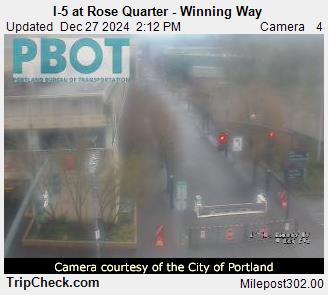 I-5 at Rose Quarter - Winning Way
Updated Dec 27 2024 2:12 PM Camera 4
PBOT
PORTLAND BUREAU OF TRANSPORTATION
Camera courtesy of the City of Portland
TripCheck.com Milepost302.00